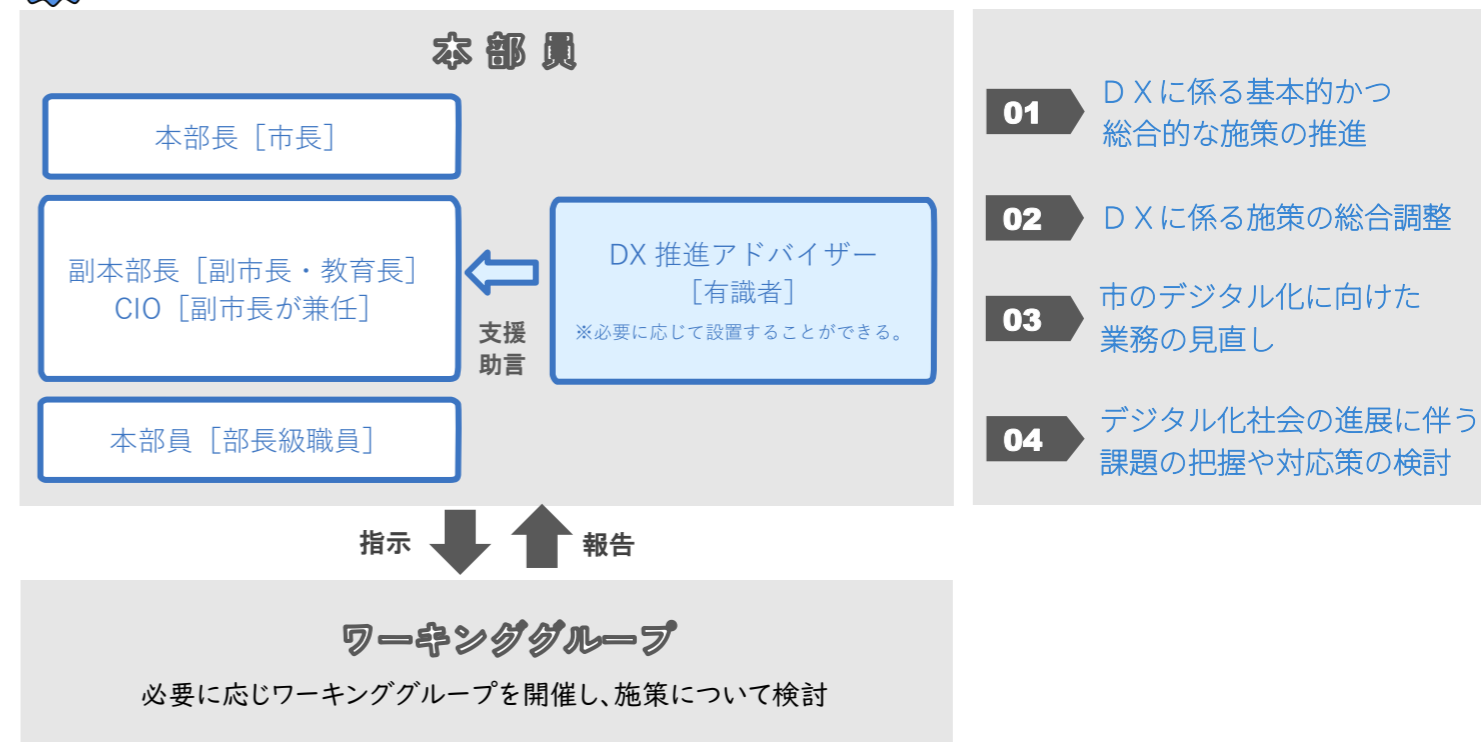 本部員
本部長［市長］
副本部長［副市長・教育長］
CIO［副市長が兼任］
支援
助言
DX 推進アドバイザー
［有識者］
※必要に応じて設置することができる。
本部員［部長級職員］
指示
報告
ワーキンググループ
必要に応じワーキンググループを開催し、施策について検討
01
ＤＸに係る基本的かつ
総合的な施策の推進
02
ＤＸに係る施策の総合調整
03
市のデジタル化に向けた
業務の見直し
04
デジタル化社会の進展に伴う
課題の把握や対応策の検討